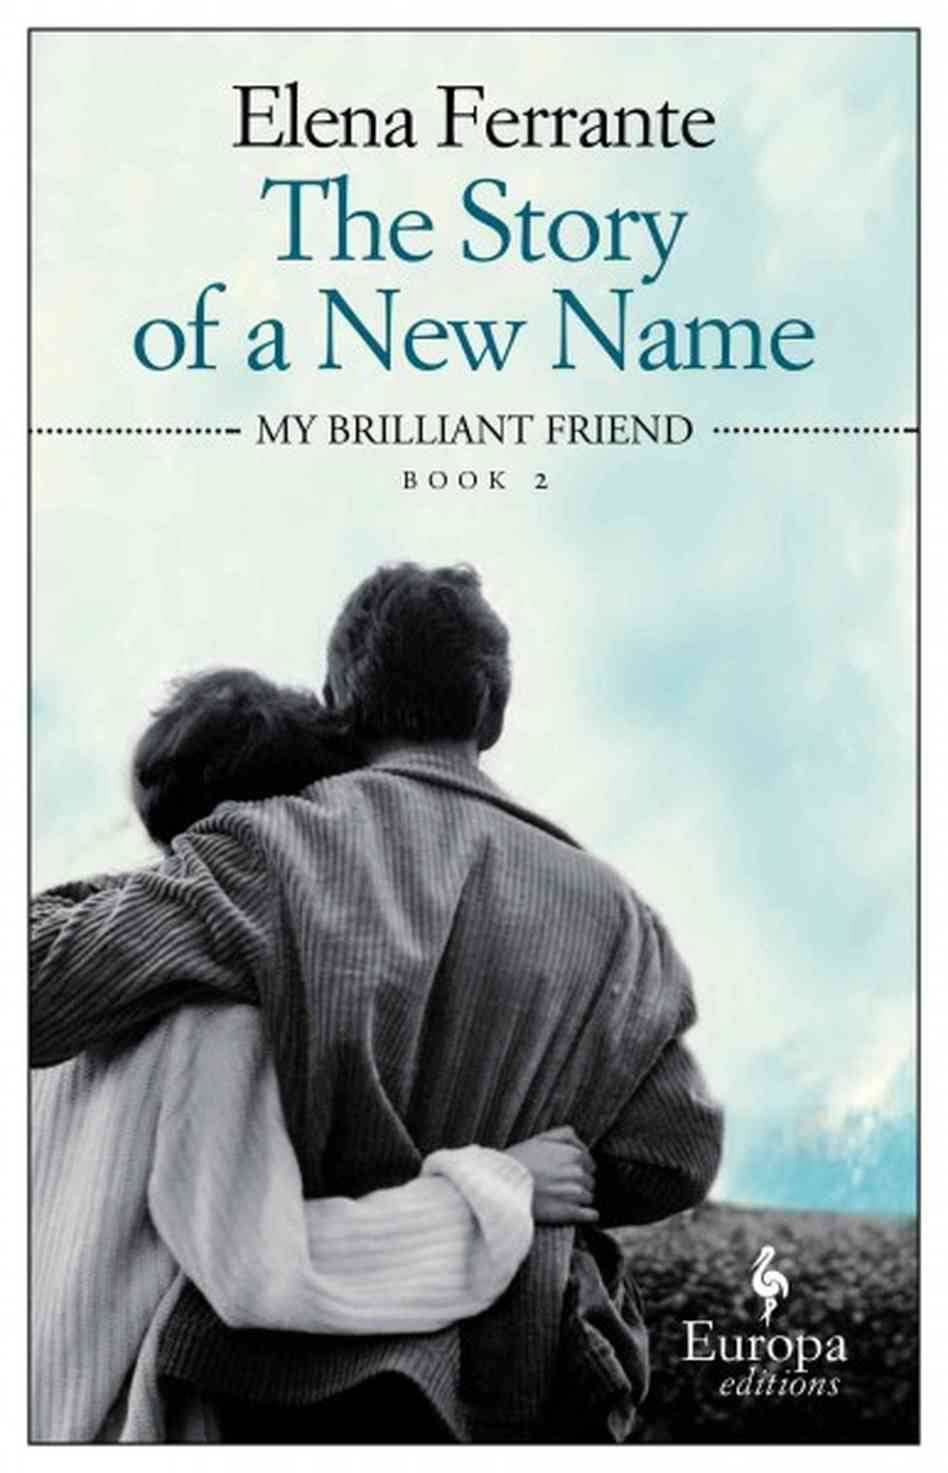 Elena Ferrante
The Story
of a New Name
MY BRILLIANT FRIEND
BOOK 2
Europa
editions